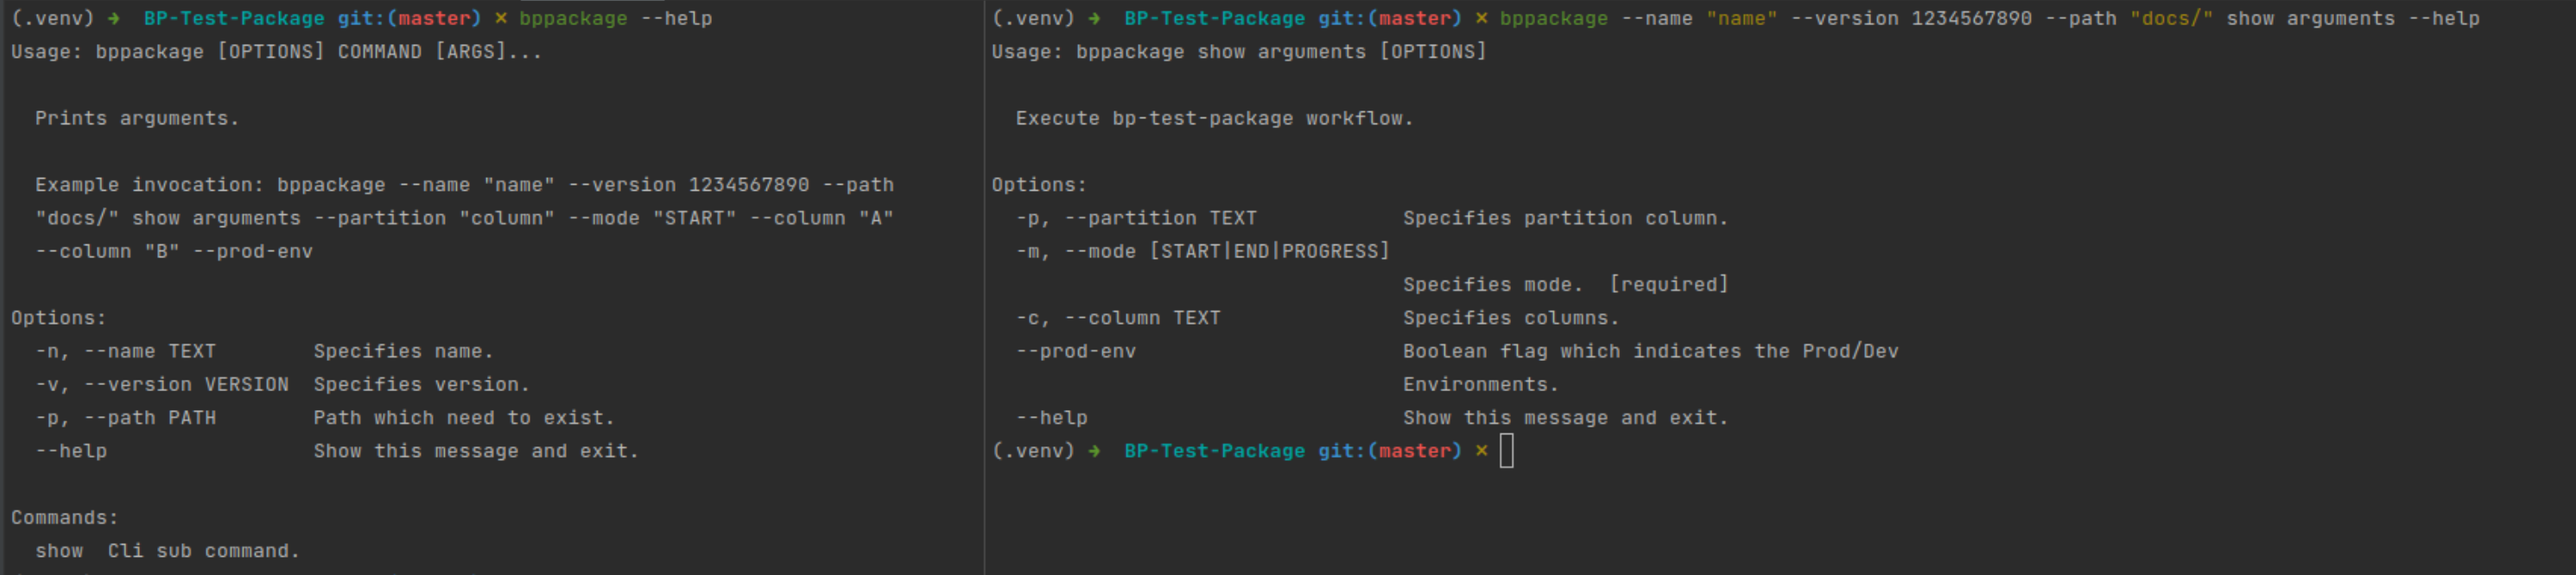 (.venv) → BP-Test-Package git:(master) × bppackage --help
Usage: bppackage [OPTIONS] COMMAND [ARGS]...
Prints arguments.
Example invocation: bppackage --name "name" --version 1234567890 --path
"docs/" show arguments --partition "column" --mode "START" --column "A"
--column "B" --prod-env
Options:
-n, --name TEXT        Specifies name.
-v, --version VERSION  Specifies version.
-p, --path PATH        Path which need to exist.
--help                 Show this message and exit.
Commands:
show  Cli sub command.
(.venv) → BP-Test-Package git:(master) × bppackage --name "name" --version 1234567890 --path "docs/" show arguments --help
Usage: bppackage show arguments [OPTIONS]
Execute bp-test-package workflow.
Options:
-p, --partition TEXT            Specifies partition column.
-m, --mode [START|END|PROGRESS]
Specifies mode.  [required]
-c, --column TEXT               Specifies columns.
--prod-env                      Boolean flag which indicates the Prod/Dev
Environments.
--help                          Show this message and exit.
(.venv) → BP-Test-Package git:(master) ×